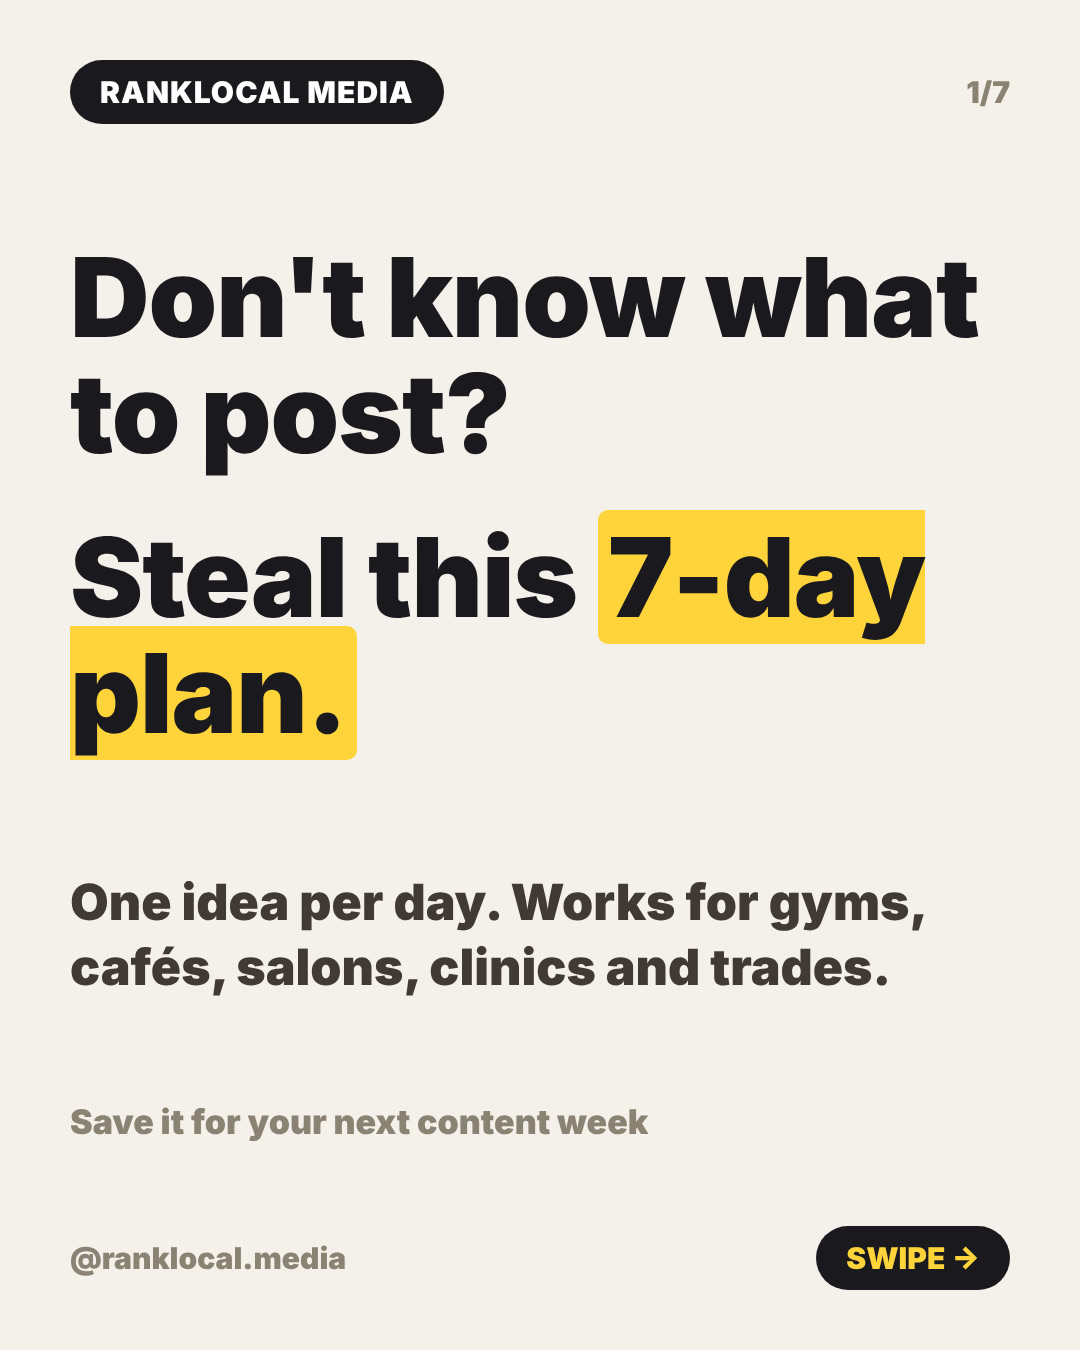 RANKLOCAL MEDIA
1/7
Don't know what
to post?
Steal this 7-day
plan.
One idea per day. Works for gyms,
cafés, salons, clinics and trades.
Save it for your next content week
@ranklocal.media
SWIPE →